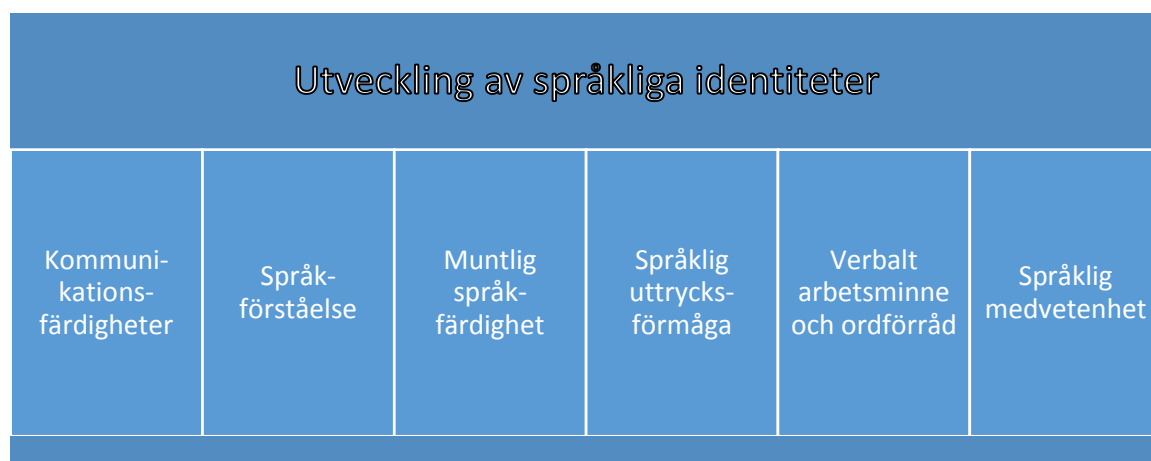 Utveckling av språkliga identiteter
Kommuni-
kations-
färdigheter
Språk-
förståelse
Muntlig
språk-
färdighet
Språklig
uttrycks-
förmåga
Verbalt
arbetsminne
och ordförråd
Språklig
medvetenhet